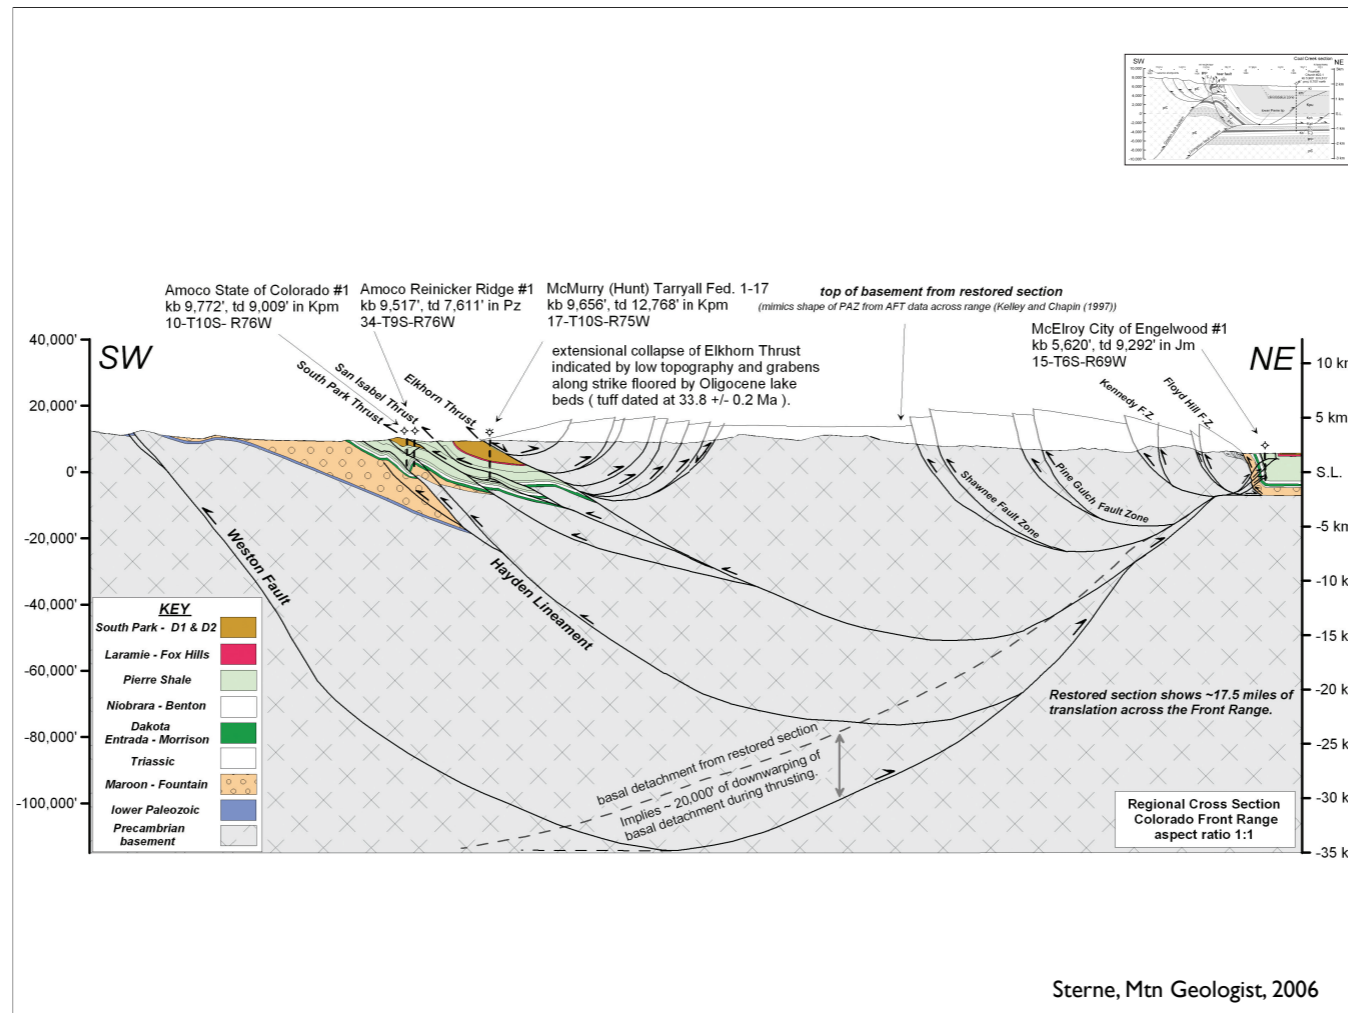 Coal Creek section
SW
NE
Amoco State of Colorado #1
kb 9,772', td 9,009' in Kpm
10-T10S- R76W
Amoco Reinicker Ridge #1
kb 9,517', td 7,611' in Pz
34-T9S-R76W
McMurry (Hunt) Tarryall Fed. 1-17
kb 9,656', td 12,768' in Kpm
17-T10S-R75W
top of basement from restored section
(mimics shape of PAZ from AFT data across range (Kelley and Chapin (1997))
McElroy City of Engelwood #1
kb 5,620', td 9,292' in Jm
15-T6S-R69W
extensional collapse of Elkhorn Thrust
indicated by low topography and grabens
along strike floored by Oligocene lake
beds ( tuff dated at 33.8 +/- 0.2 Ma ).
SW
NE
40,000'
20,000'
0'
-20,000'
-40,000'
-60,000'
-80,000'
-100,000'
10 km
5 km
S.L.
-5 km
-10 k
-15 k
-20 k
-25 k
-30 k
-35 k
South Park Thrust
San Isabel Thrust
Elkhorn Thrust
Kennedy F.Z.
Floyd Hill F.Z.
Shawnee Fault Zone
Pine Gulch Fault Zone
Weston Fault
Hayden Lineament
KEY
South Park - D1 & D2
Laramie - Fox Hills
Pierre Shale
Niobrara - Benton
Dakota
Entrada - Morrison
Triassic
Maroon - Fountain
lower Paleozoic
Precambrian
basement
basal detachment from restored section
Implies ~ 20,000' of downwarping of
basal detachment during thrusting.
Restored section shows ~17.5 miles of
translation across the Front Range.
Regional Cross Section
Colorado Front Range
aspect ratio 1:1
Sterne, Mtn Geologist, 2006